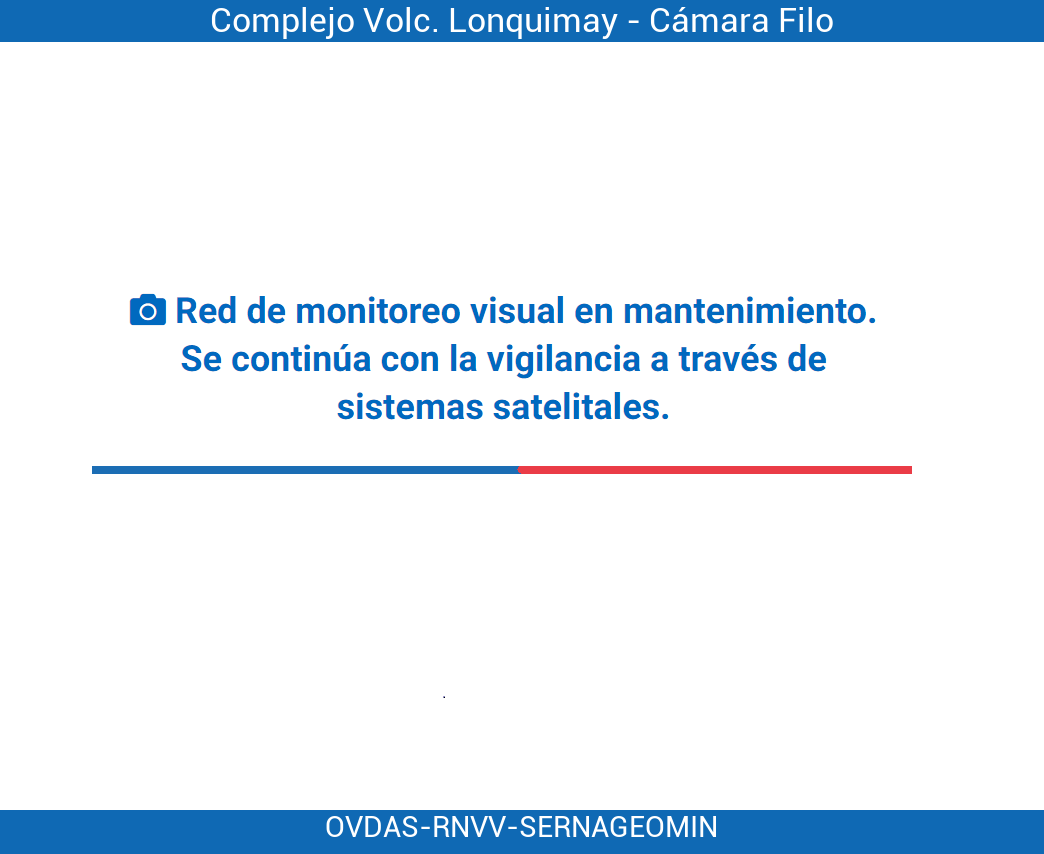 Complejo Volc. Lonquimay - Cámara Filo
Red de monitoreo visual en mantenimiento.
Se continúa con la vigilancia a través de
sistemas satelitales.
.
OVDAS-RNVV-SERNAGEOMIN